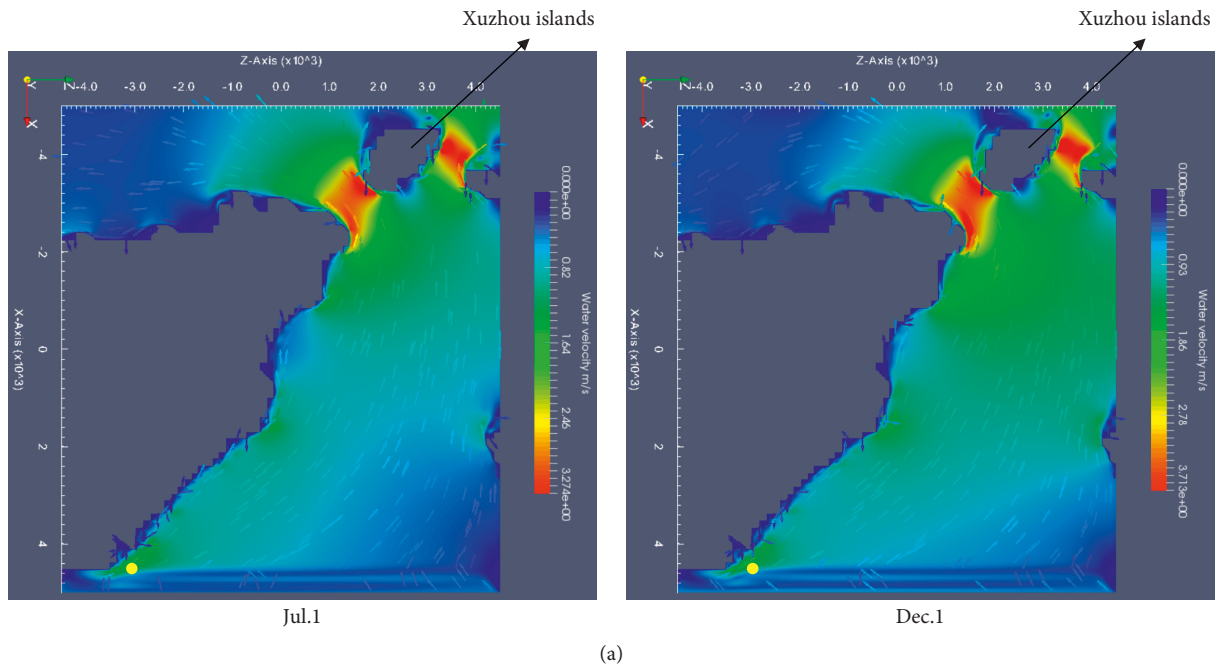 Xuzhou islands
Xuzhou islands
Z-Axis (x10^3)
Y Z -4.0 -3.0 -2.0 -1.0 0.0 1.0 2.0 3.0 4.0
X
-4
-2
0
2
4
X-Axis (x10^3)
0.000e+00
0.82
1.64
2.46
3.274e+00
Water velocity m/s
Z-Axis (x10^3)
Y Z -4.0 -3.0 -2.0 -1.0 0.0 1.0 2.0 3.0 4.0
X
-4
-2
0
2
4
X-Axis (x10^3)
0.000e+00
0.93
1.86
2.78
3.713e+00
Water velocity m/s
Jul.1
Dec.1
(a)